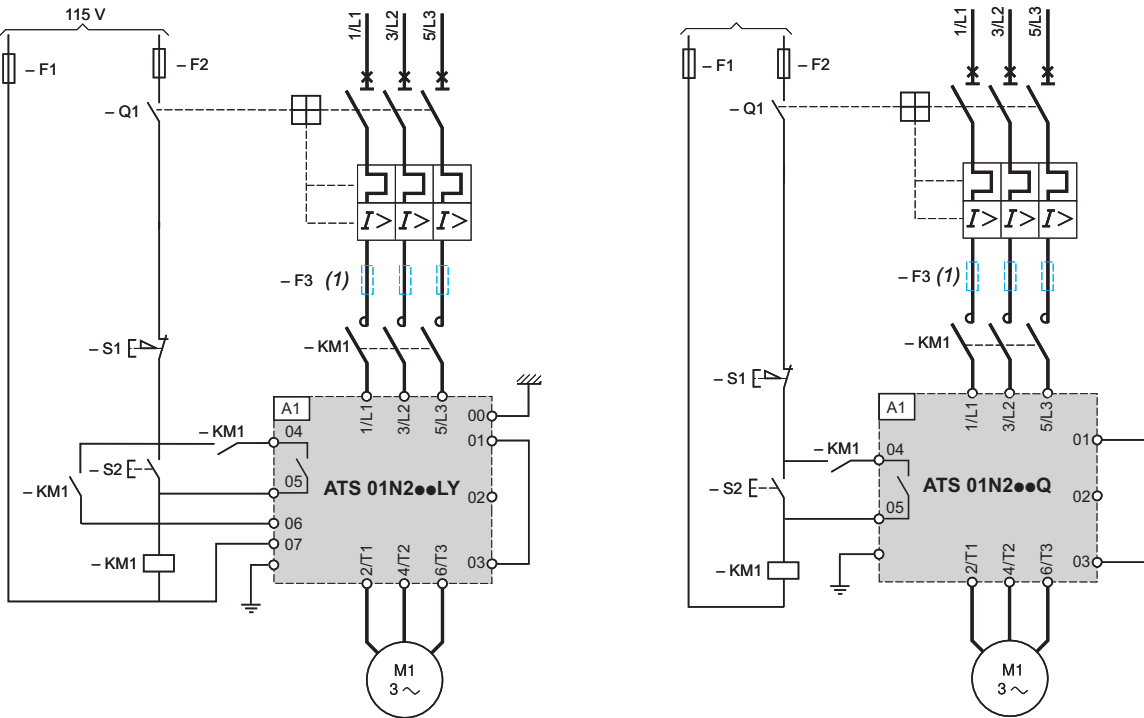 115 V
– F1
– F2
– Q1
1/L1
3/L2
5/L3
I>
I>
I>
– F3 (1)
– S1
– KM1
A1
1/L1
3/L2
5/L3
00
01
– KM1
04
– S2
05
ATS 01N2●●LY
– KM1
02
06
07
– KM1
03
2/T1
4/T2
6/T3
M1
3 ~
– F1
– F2
– Q1
1/L1
3/L2
5/L3
I>
I>
I>
– F3 (1)
– KM1
– S1
A1
1/L1
3/L2
5/L3
01
– KM1
04
– S2
ATS 01N2●●Q
02
05
– KM1
03
2/T1
4/T2
6/T3
M1
3 ~